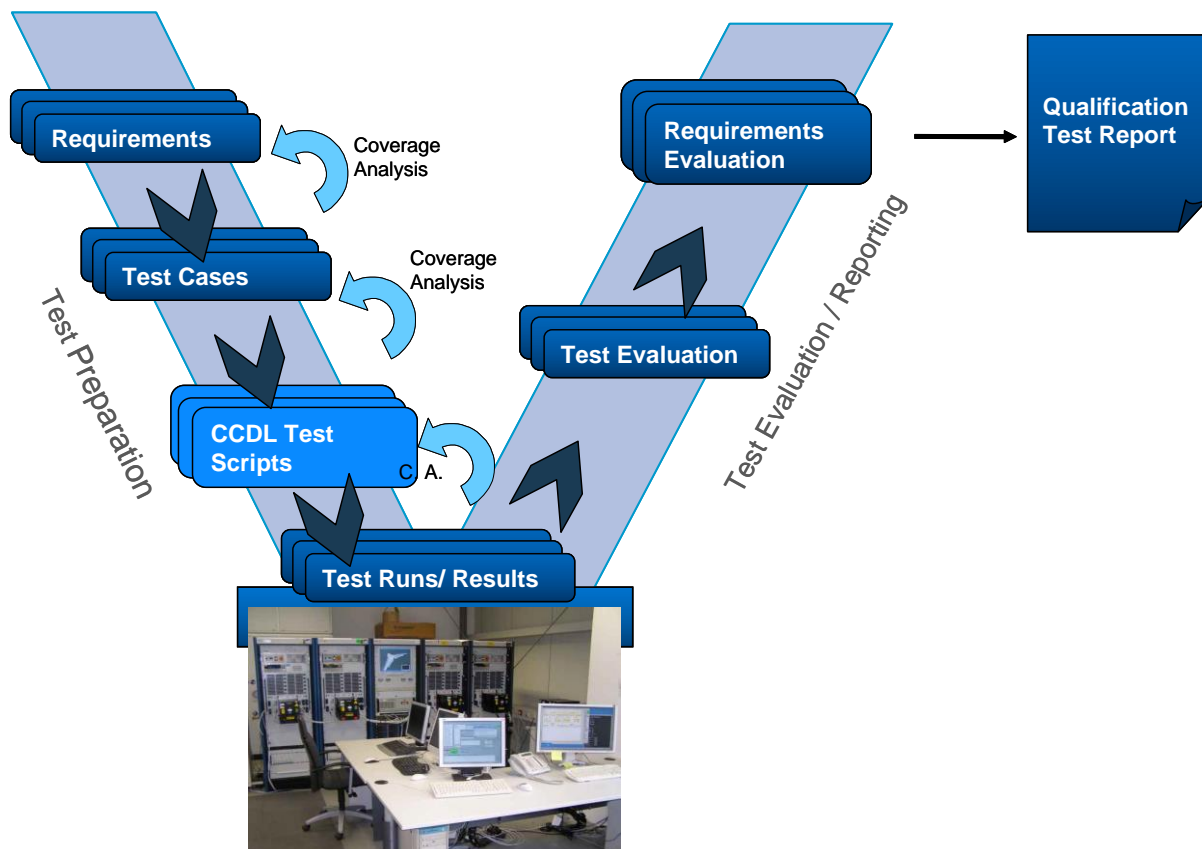 Requirements
Coverage
Analysis
Test Cases
Coverage
Analysis
Test Preparation
CCDL Test
Scripts
C. A.
Test Runs/ Results
Test Evaluation
Requirements
Evaluation
Test Evaluation / Reporting
Qualification
Test Report